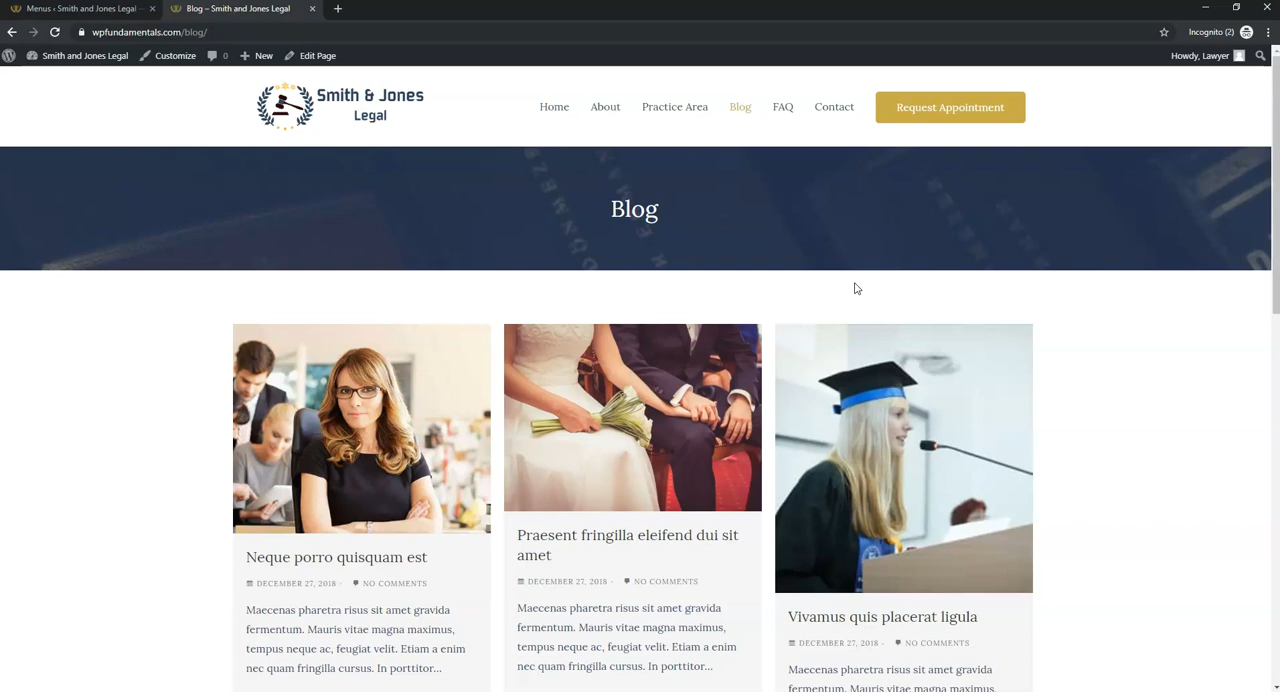 Menus ‹ Smith and Jones Legal
Blog – Smith and Jones Legal
wpfundamentals.com/blog/
Incognito (2)
Smith and Jones Legal
Customize
0
New
Edit Page
Howdy, Lawyer
Smith & Jones
Legal
Home
About
Practice Area
Blog
FAQ
Contact
Request Appointment
Blog
Neque porro quisquam est
DECEMBER 27, 2018 · NO COMMENTS
Maecenas pharetra risus sit amet gravida
fermentum. Mauris vitae magna maximus,
tempus neque ac, feugiat velit. Etiam a enim
nec quam fringilla cursus. In porttitor...
Praesent fringilla eleifend dui sit
amet
DECEMBER 27, 2018 · NO COMMENTS
Maecenas pharetra risus sit amet gravida
fermentum. Mauris vitae magna maximus,
tempus neque ac, feugiat velit. Etiam a enim
nec quam fringilla cursus. In porttitor...
Vivamus quis placerat ligula
DECEMBER 27, 2018 · NO COMMENTS
Maecenas pharetra risus sit amet gravida
fermentum. Mauris vitae magna maximus,